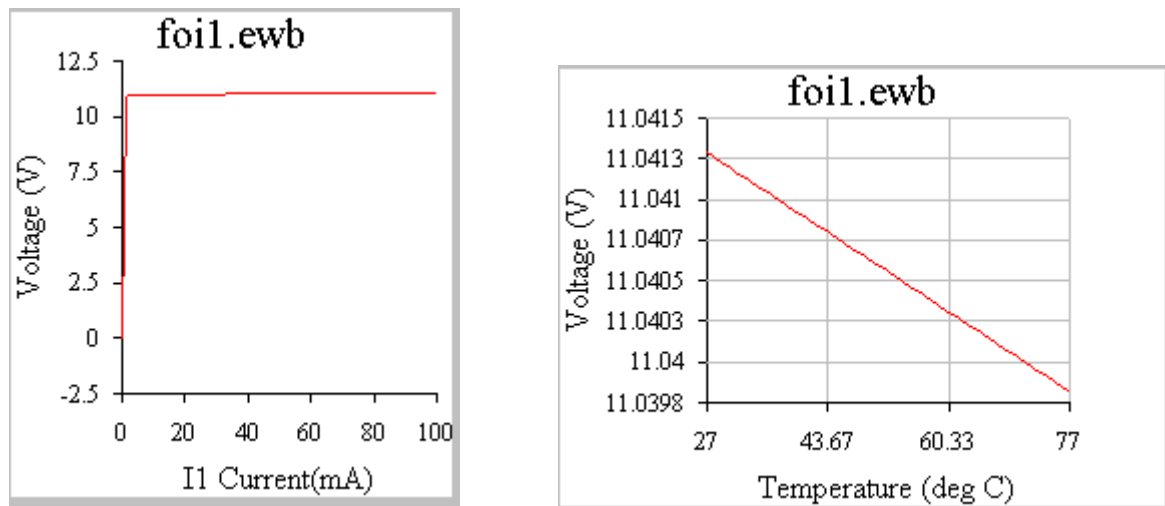 foi1.ewb
12.5
10
7.5
5
2.5
0
-2.5
Voltage (V)
0 20 40 60 80 100
I1 Current(mA)
foi1.ewb
11.0415
11.0413
11.041
11.0407
11.0405
11.0403
11.04
11.0398
Voltage (V)
27 43.67 60.33 77
Temperature (deg C)